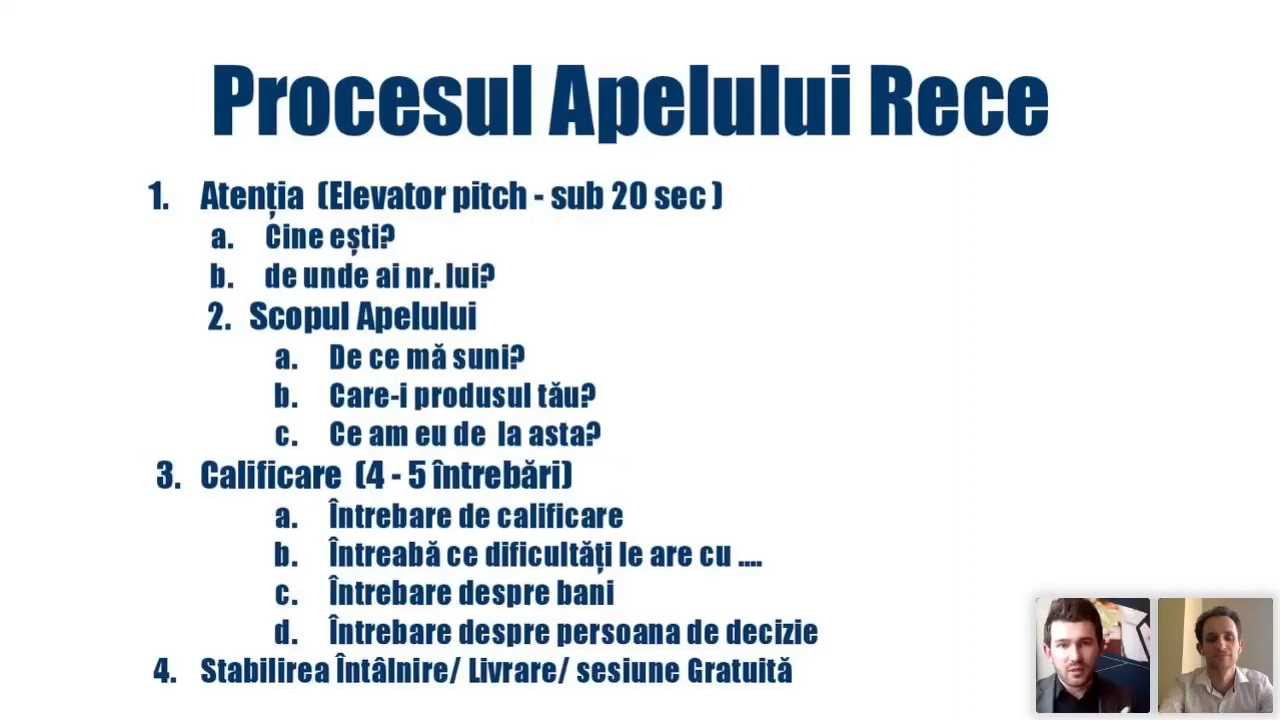 Procesul Apelului Rece
1. Atenția (Elevator pitch - sub 20 sec )
a. Cine ești?
b. de unde ai nr. lui?
2. Scopul Apelului
a. De ce mă suni?
b. Care-i produsul tău?
c. Ce am eu de la asta?
3. Calificare (4 - 5 întrebări)
a. Întrebare de calificare
b. Întreabă ce dificultăți le are cu ....
c. Întrebare despre bani
d. Întrebare despre persoana de decizie
4. Stabilirea Întâlnire/ Livrare/ sesiune Gratuită